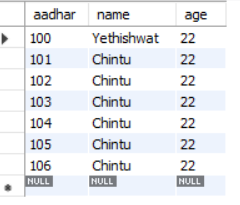 aadhar name age
100 Yethishwat 22
101 Chintu 22
102 Chintu 22
103 Chintu 22
104 Chintu 22
105 Chintu 22
106 Chintu 22
NULL NULL NULL